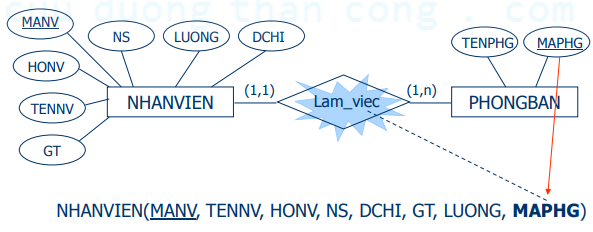 cuu duong than cong . com
MANV
NS
LUONG
DCHI
TENPHG
MAPHG
HONV
NHANVIEN
(1,1)
Lam_viec
(1,n)
PHONGBAN
TENNV
GT
NHANVIEN(MANV, TENNV, HONV, NS, DCHI, GT, LUONG, MAPHG)